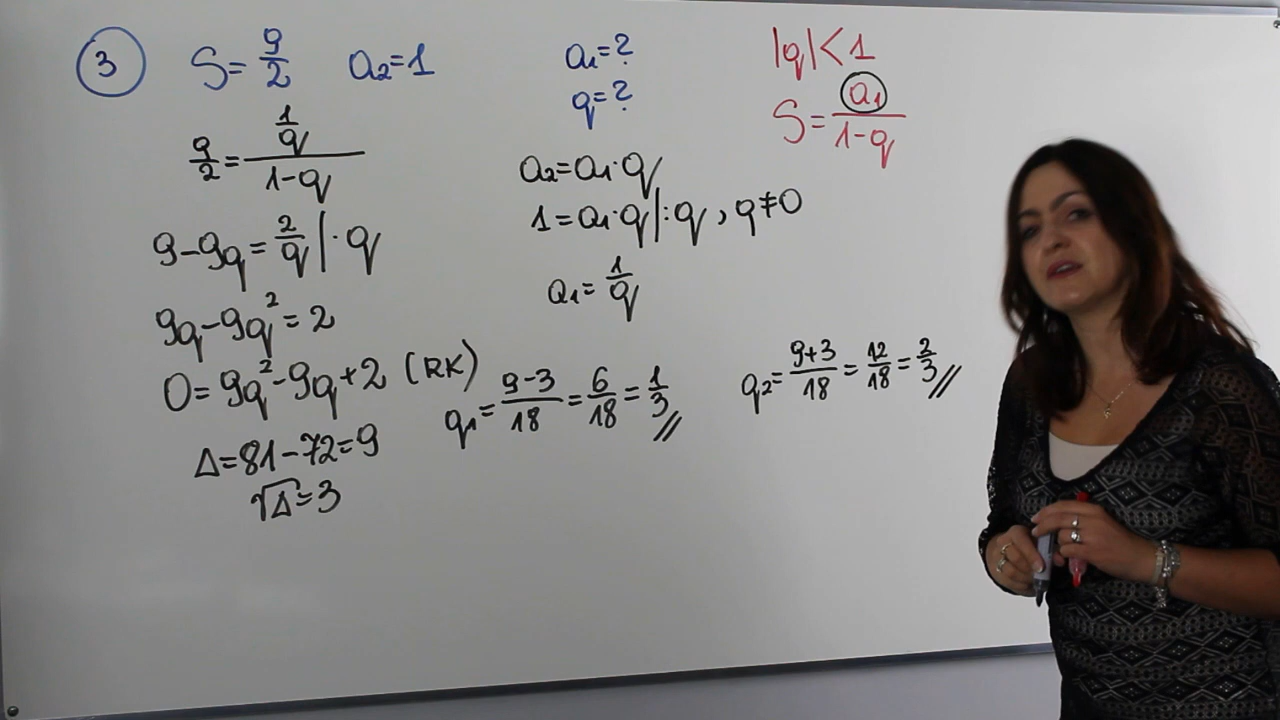 3 S=9/2 a₂=1 a₁=? |q|<1
q=? S=a₁/(1-q)
9/2=(1/q)/(1-q) a₂=a₁·q
9-9q=2/q |·q 1=a₁·q|:q, q≠0
9q-9q²=2 a₁=1/q
0=9q²-9q+2 (RK) q₁=(9-3)/18=6/18=1/3// q₂=(9+3)/18=12/18=2/3//
Δ=81-72=9
√Δ=3